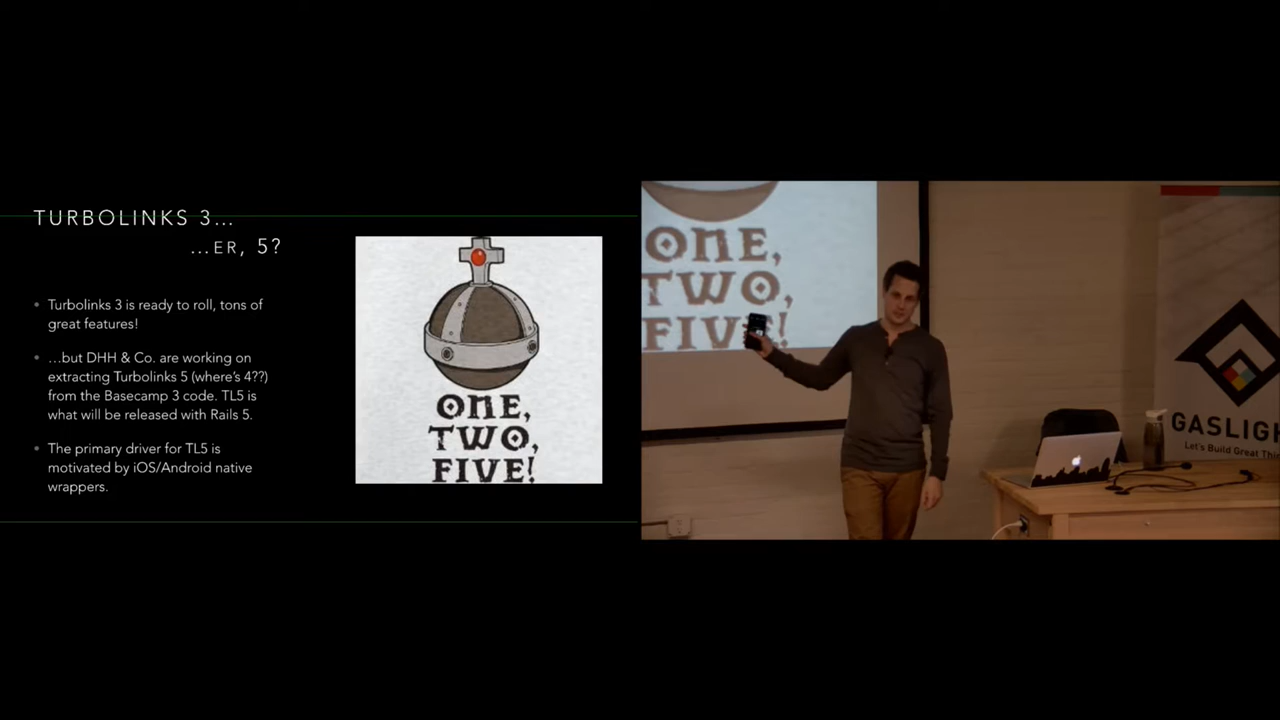 TURBOLINKS 3...
...ER, 5?
• Turbolinks 3 is ready to roll, tons of
great features!
• ...but DHH & Co. are working on
extracting Turbolinks 5 (where's 4??)
from the Basecamp 3 code. TL5 is
what will be released with Rails 5.
• The primary driver for TL5 is
motivated by iOS/Android native
wrappers.
ONE,
TWO,
FIVE!
ONE,
TWO,
FIVE!
GASLIGH
Let's Build Great Thi